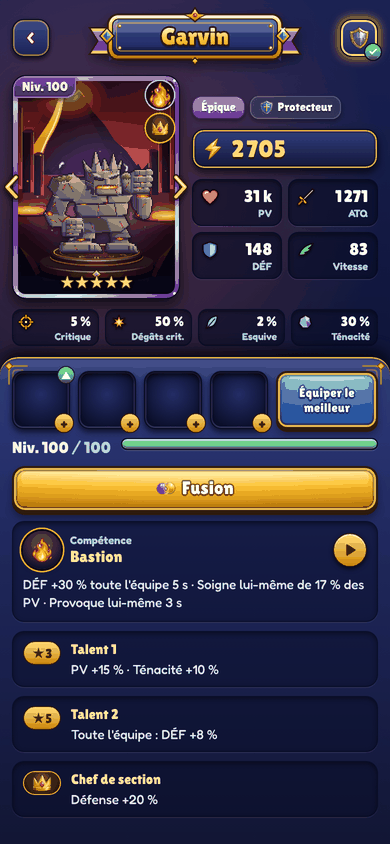 Garvin
Niv. 100
Épique
Protecteur
2705
31 k
PV
1271
ATQ
148
DÉF
83
Vitesse
5 %
Critique
50 %
Dégâts crit.
2 %
Esquive
30 %
Ténacité
Équiper le
meilleur
Niv. 100 / 100
Fusion
Compétence
Bastion
DÉF +30 % toute l'équipe 5 s · Soigne lui-même de 17 % des
PV · Provoque lui-même 3 s
★3
Talent 1
PV +15 % · Ténacité +10 %
★5
Talent 2
Toute l'équipe : DÉF +8 %
Chef de section
Défense +20 %